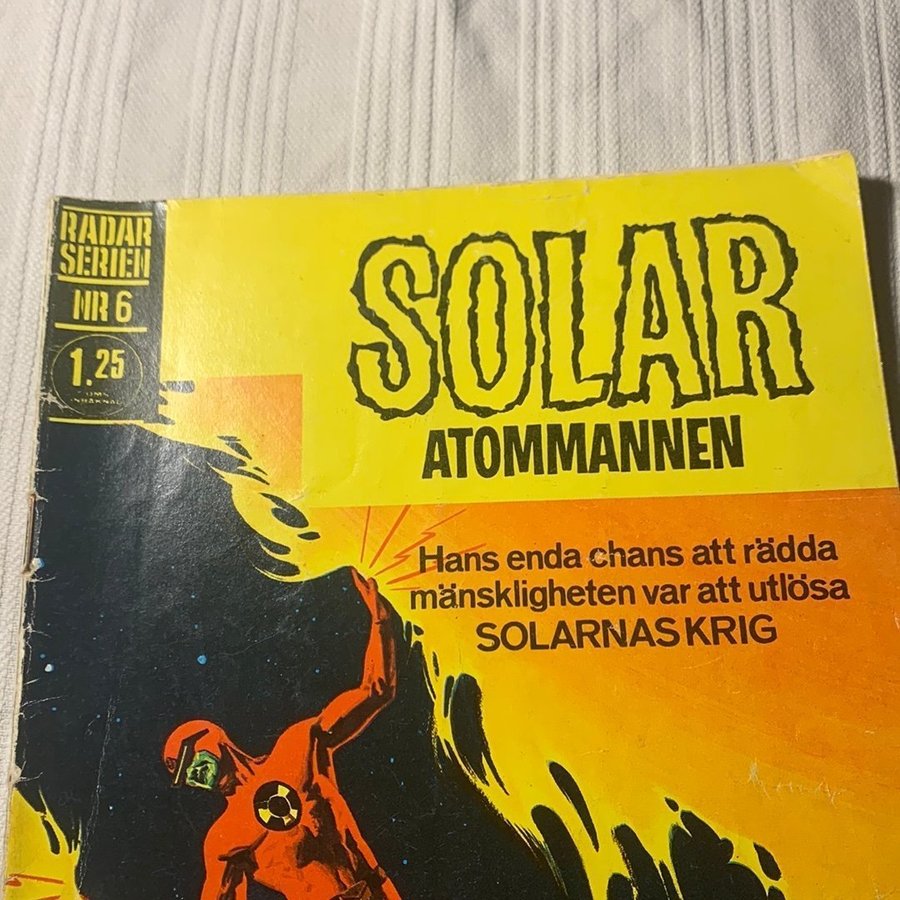 RADAR
SERIEN
NR 6
1.25
SOLAR
ATOMMANNEN
Hans enda chans att rädda
mänskligheten var att utlösa
SOLARNAS KRIG